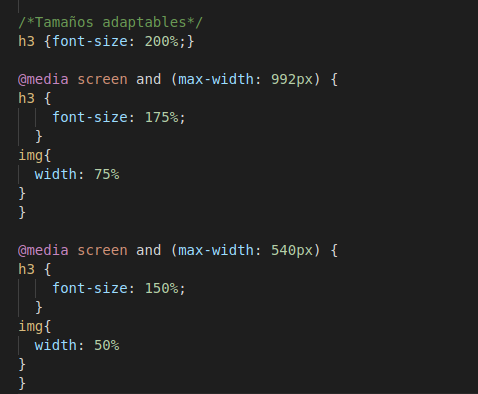 /*Tamaños adaptables*/
h3 {font-size: 200%;}
@media screen and (max-width: 992px) {
h3 {
font-size: 175%;
}
img{
width: 75%
}
}
@media screen and (max-width: 540px) {
h3 {
font-size: 150%;
}
img{
width: 50%
}
}